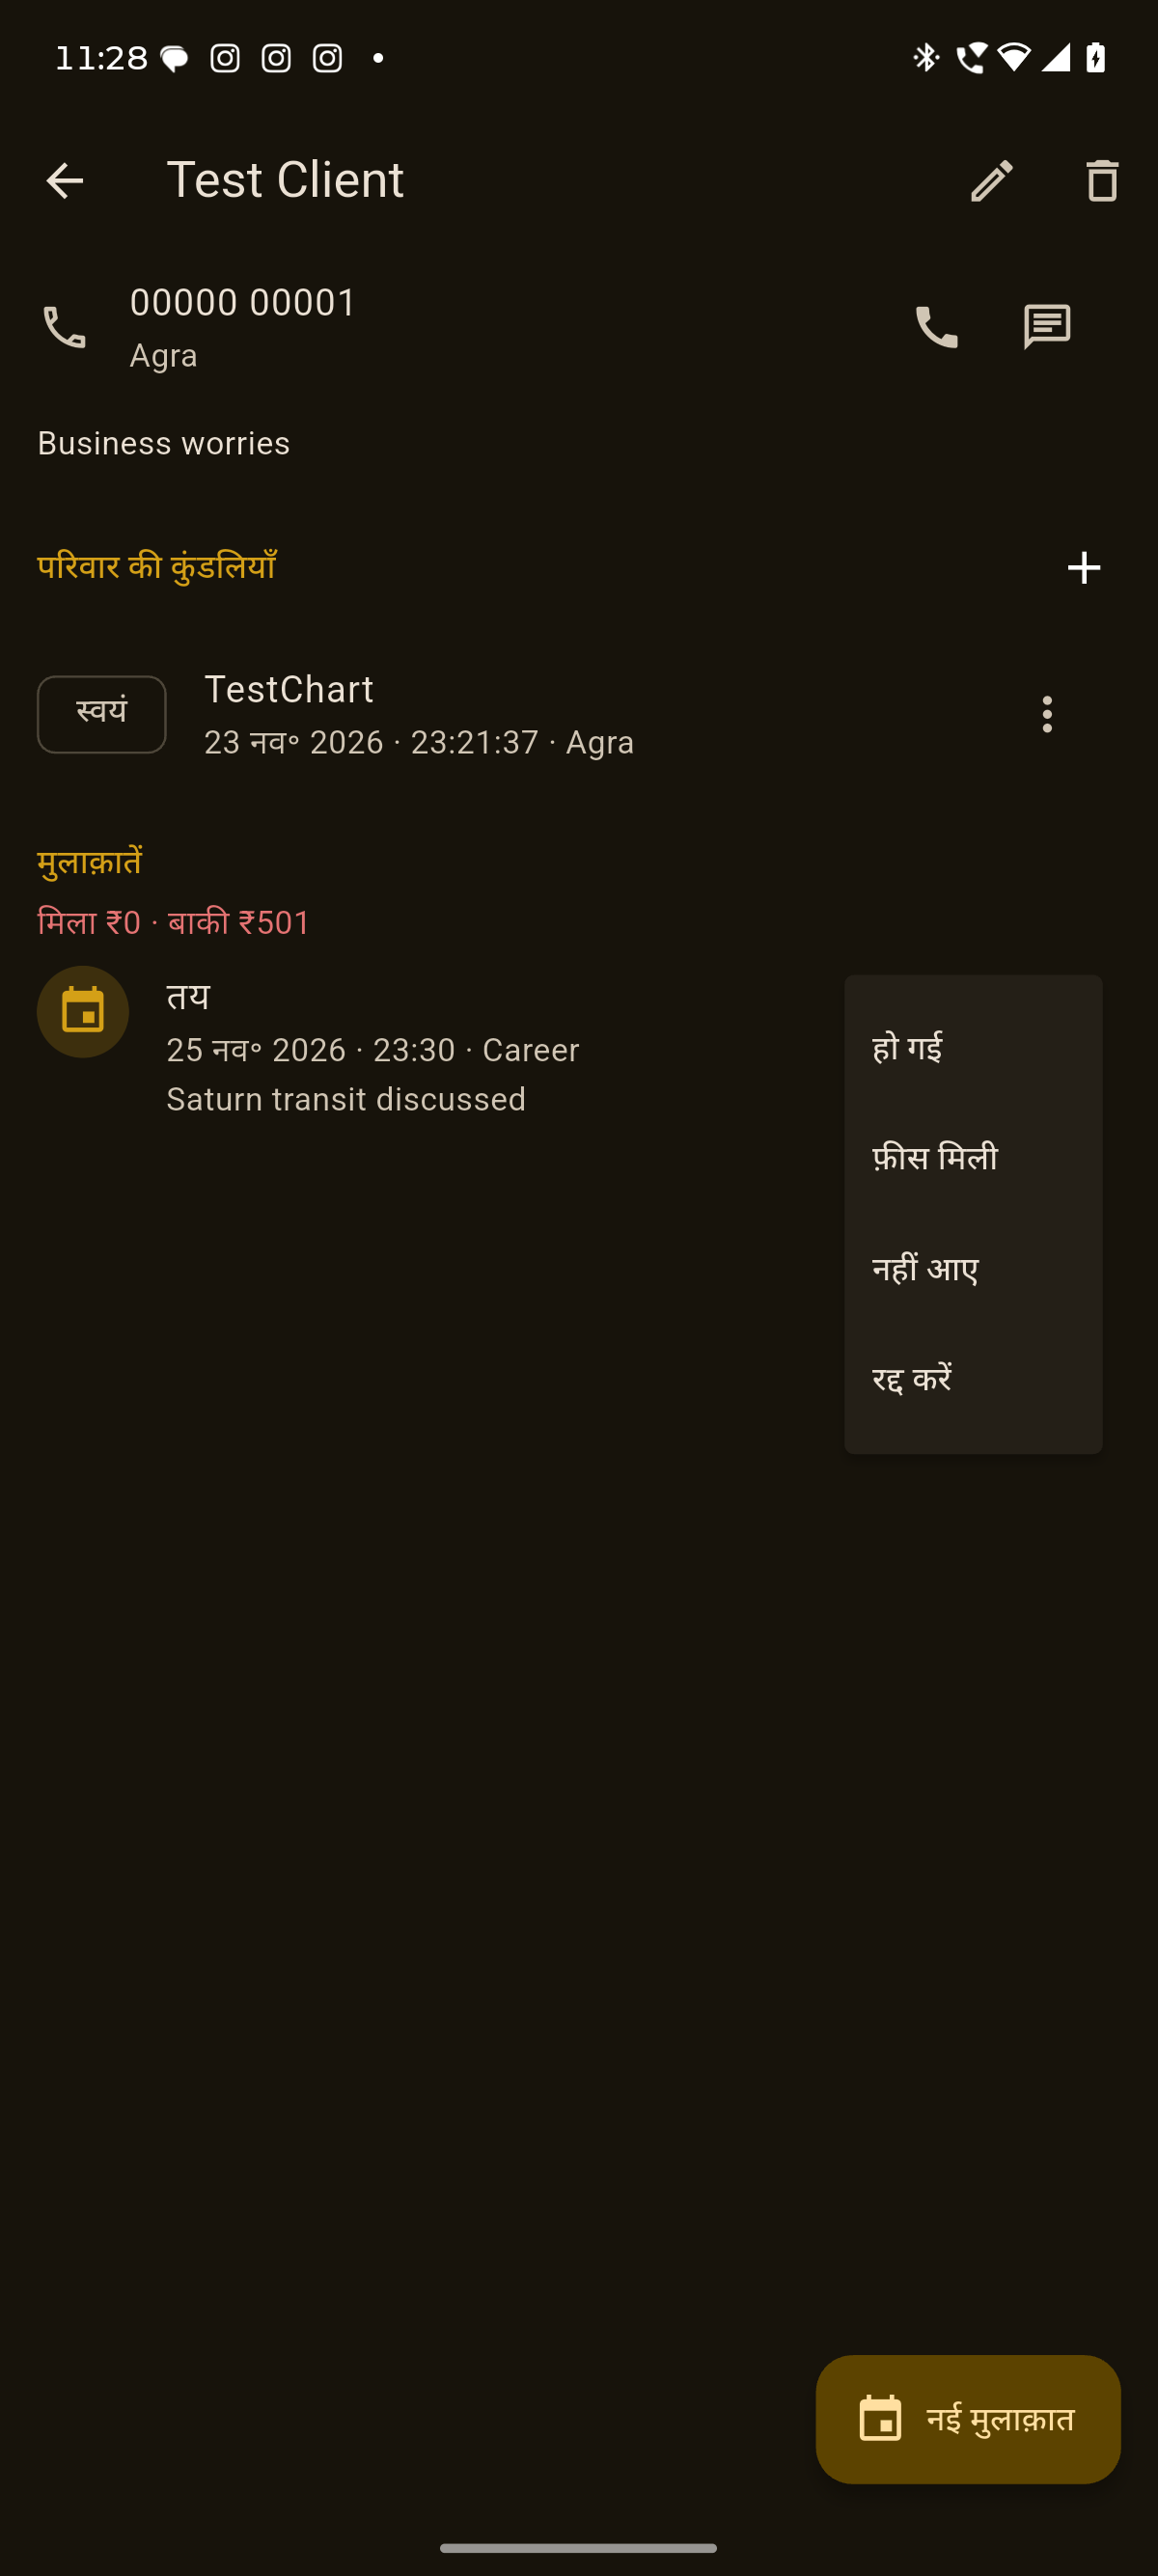 11:28
Test Client
00000 00001
Agra
Business worries
परिवार की कुंडलियाँ
स्वयं
TestChart
23 नव॰ 2026 · 23:21:37 · Agra
मुलाक़ातें
मिला ₹0 · बाकी ₹501
तय
25 नव॰ 2026 · 23:30 · Career
Saturn transit discussed
हो गई
फ़ीस मिली
नहीं आए
रद्द करें
नई मुलाक़ात